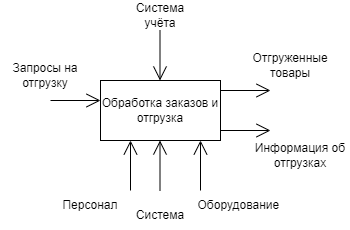 Система
учёта
Запросы на
отгрузку
Отгруженные
товары
Обработка заказов и
отгрузка
Информация об
отгрузках
Персонал
Система
Оборудование